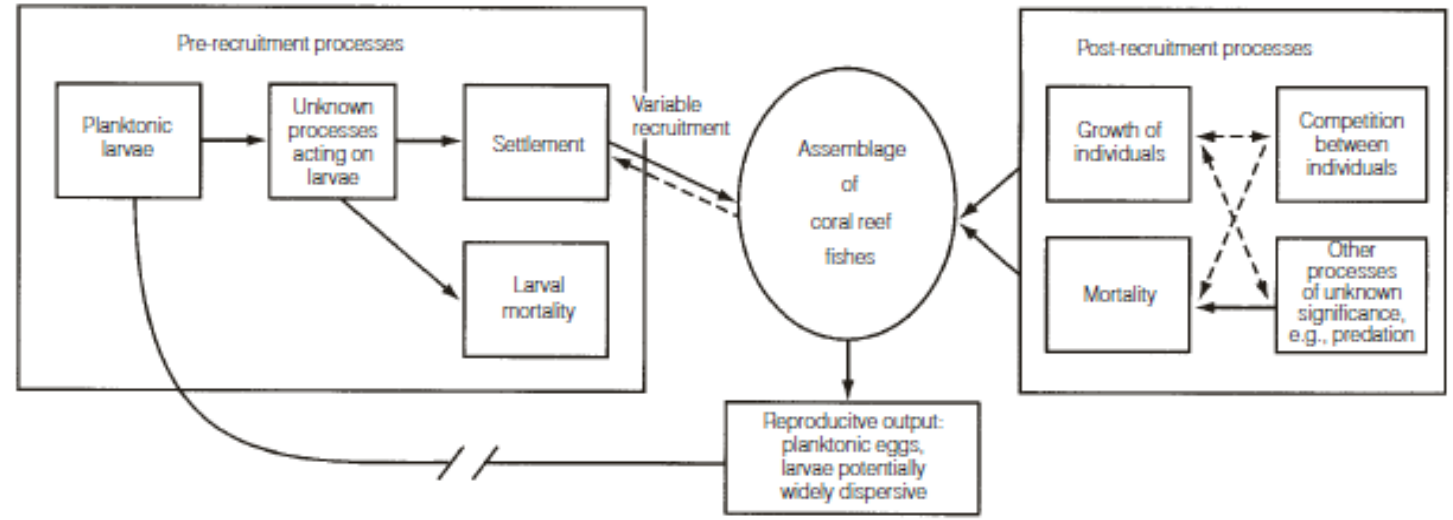 Pre-recruitment processes
Planktonic
larvae
Unknown
processes
acting on
larvae
Settlement
Larval
mortality
Variable
recruitment
Assemblage
of
coral reef
fishes
Reproducitve output:
planktonic eggs,
larvae potentially
widely dispersive
Post-recruitment processes
Growth of
individuals
Competition
between
individuals
Mortality
Other
processes
of unknown
significance,
e.g., predation